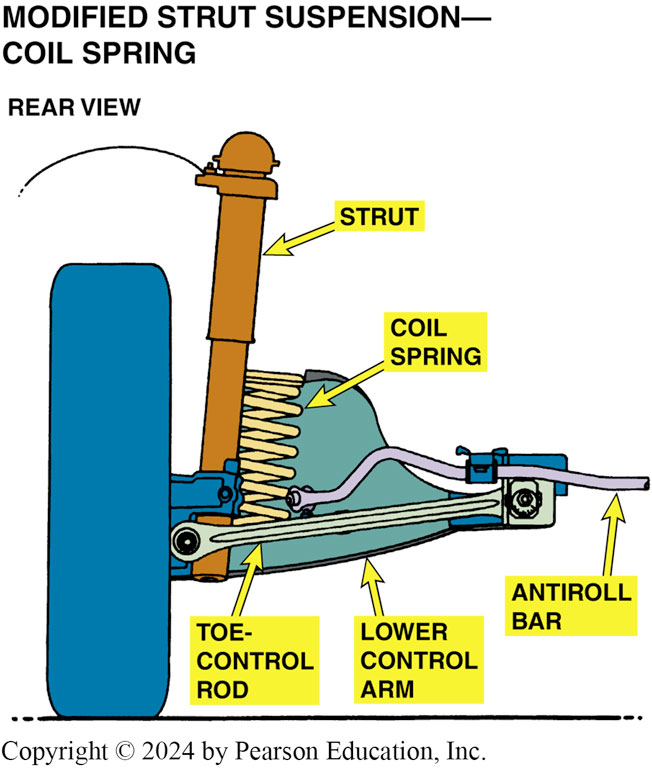 MODIFIED STRUT SUSPENSION—
COIL SPRING
REAR VIEW
STRUT
COIL
SPRING
ANTIROLL
BAR
TOE-
CONTROL
ROD
LOWER
CONTROL
ARM
Copyright © 2024 by Pearson Education, Inc.